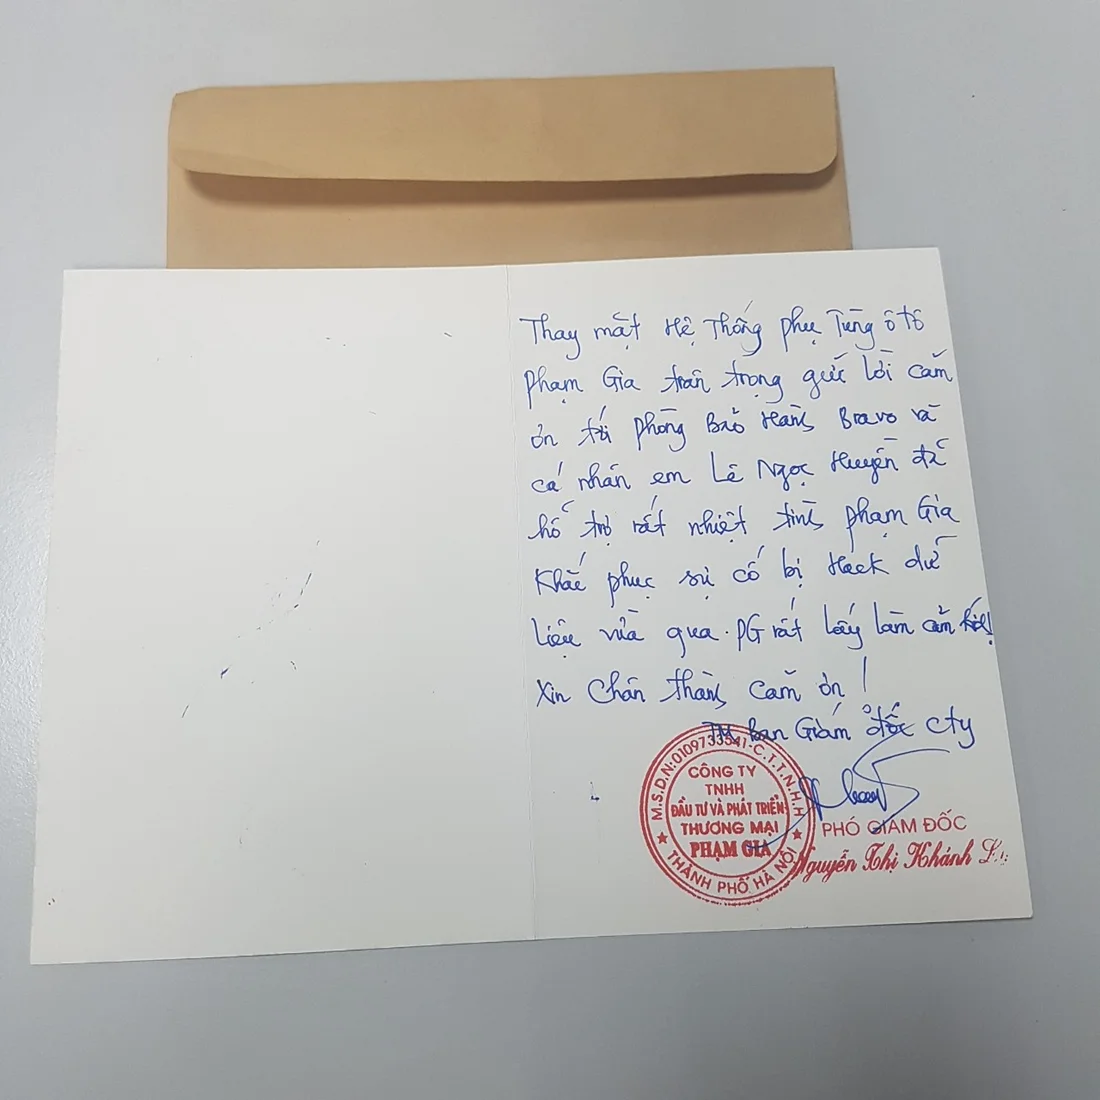 Thay mặt Hệ Thống phụ Tùng ô tô
Phạm Gia trân trọng gửi lời cảm
ơn tới phòng Bảo Hành Bravo và
cá nhân em Lê Ngọc Huyền đã
hỗ trợ rất nhiệt tình Phạm Gia
Khắc phục sự cố bị Hack dữ
liệu vừa qua. PG rất lấy làm cảm kích!
Xin Chân thành cảm ơn!
TM Ban Giám đốc Cty
M.S.D.N:0109733541-C.T.T.N.H.H
CÔNG TY
TNHH
ĐẦU TƯ VÀ PHÁT TRIỂN
THƯƠNG MẠI
PHẠM GIA
THÀNH PHỐ HÀ NỘI
PHÓ GIÁM ĐỐC
Nguyễn Thị Khánh